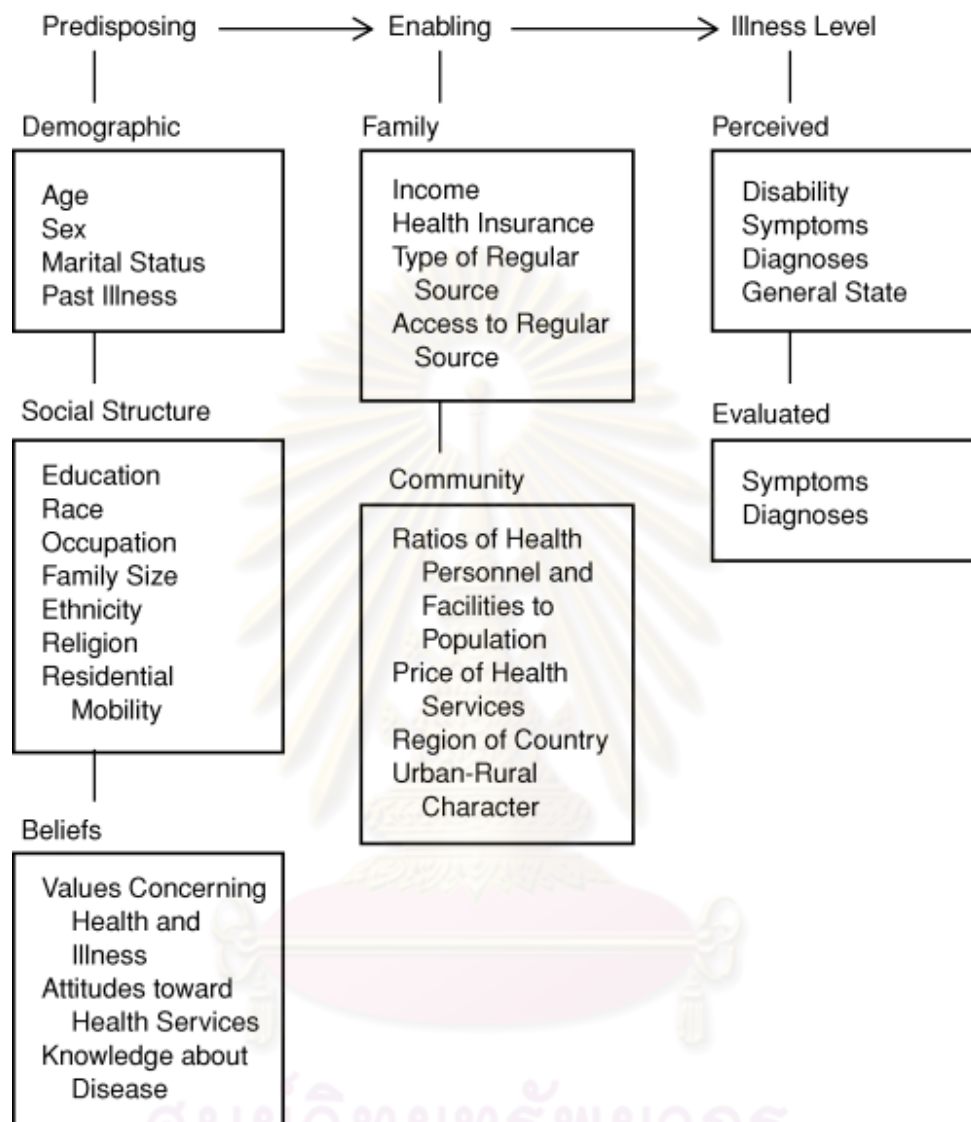 Predisposing
Enabling
Illness Level
Demographic
Age
Sex
Marital Status
Past Illness
Social Structure
Education
Race
Occupation
Family Size
Ethnicity
Religion
Residential
Mobility
Beliefs
Values Concerning
Health and
Illness
Attitudes toward
Health Services
Knowledge about
Disease
Family
Income
Health Insurance
Type of Regular
Source
Access to Regular
Source
Community
Ratios of Health
Personnel and
Facilities to
Population
Price of Health
Services
Region of Country
Urban-Rural
Character
Perceived
Disability
Symptoms
Diagnoses
General State
Evaluated
Symptoms
Diagnoses